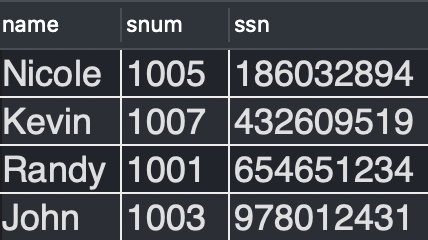 name snum ssn
Nicole 1005 186032894
Kevin 1007 432609519
Randy 1001 654651234
John 1003 978012431